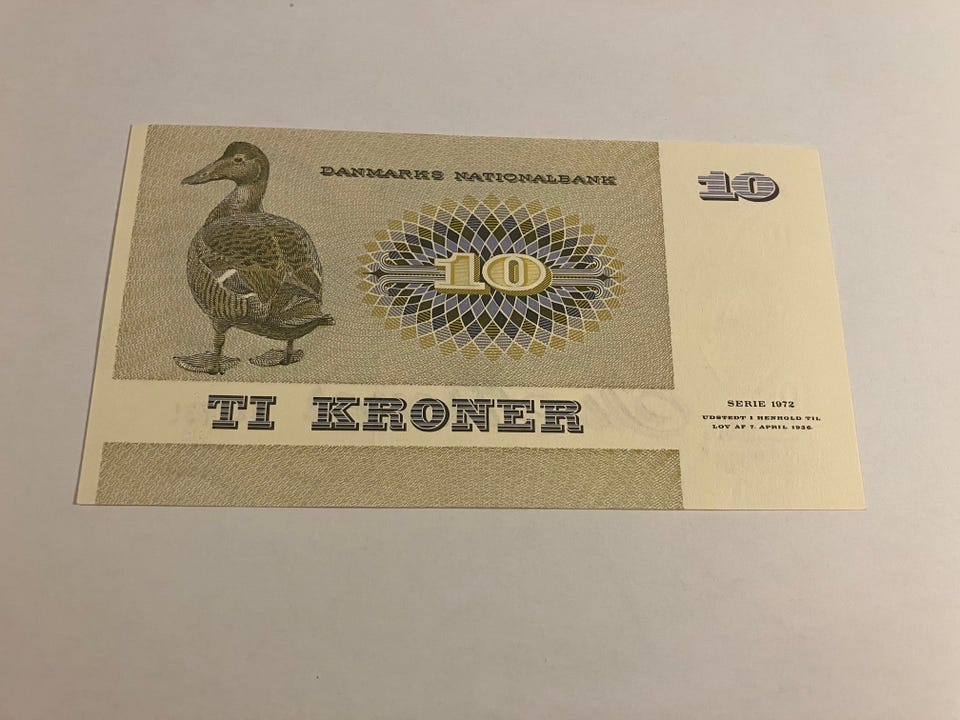 DANMARKS NATIONALBANK
10
10
TI KRONER
SERIE 1972
UDSTEDT I HENHOLD TIL
LOV AF 7. APRIL 1936